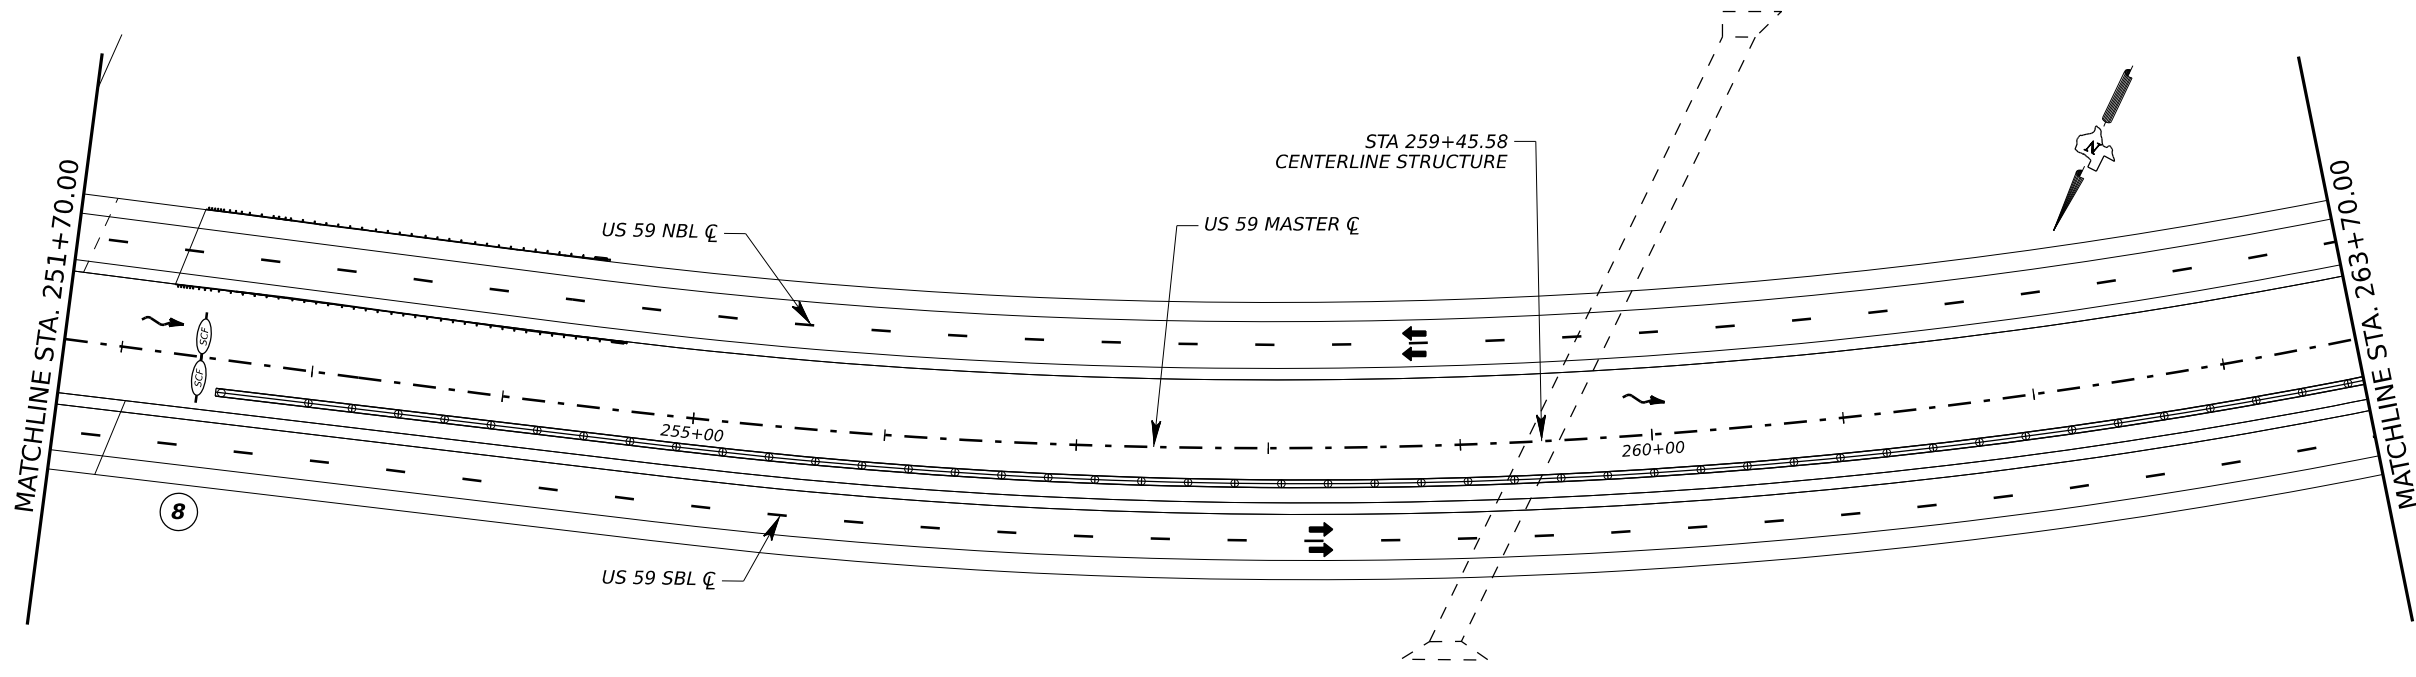 MATCHLINE STA. 251+70.00
STA 259+45.58
CENTERLINE STRUCTURE
US 59 NBL ℄
US 59 MASTER ℄
N
SCF
SCF
255+00
260+00
8
US 59 SBL ℄
MATCHLINE STA. 263+70.00